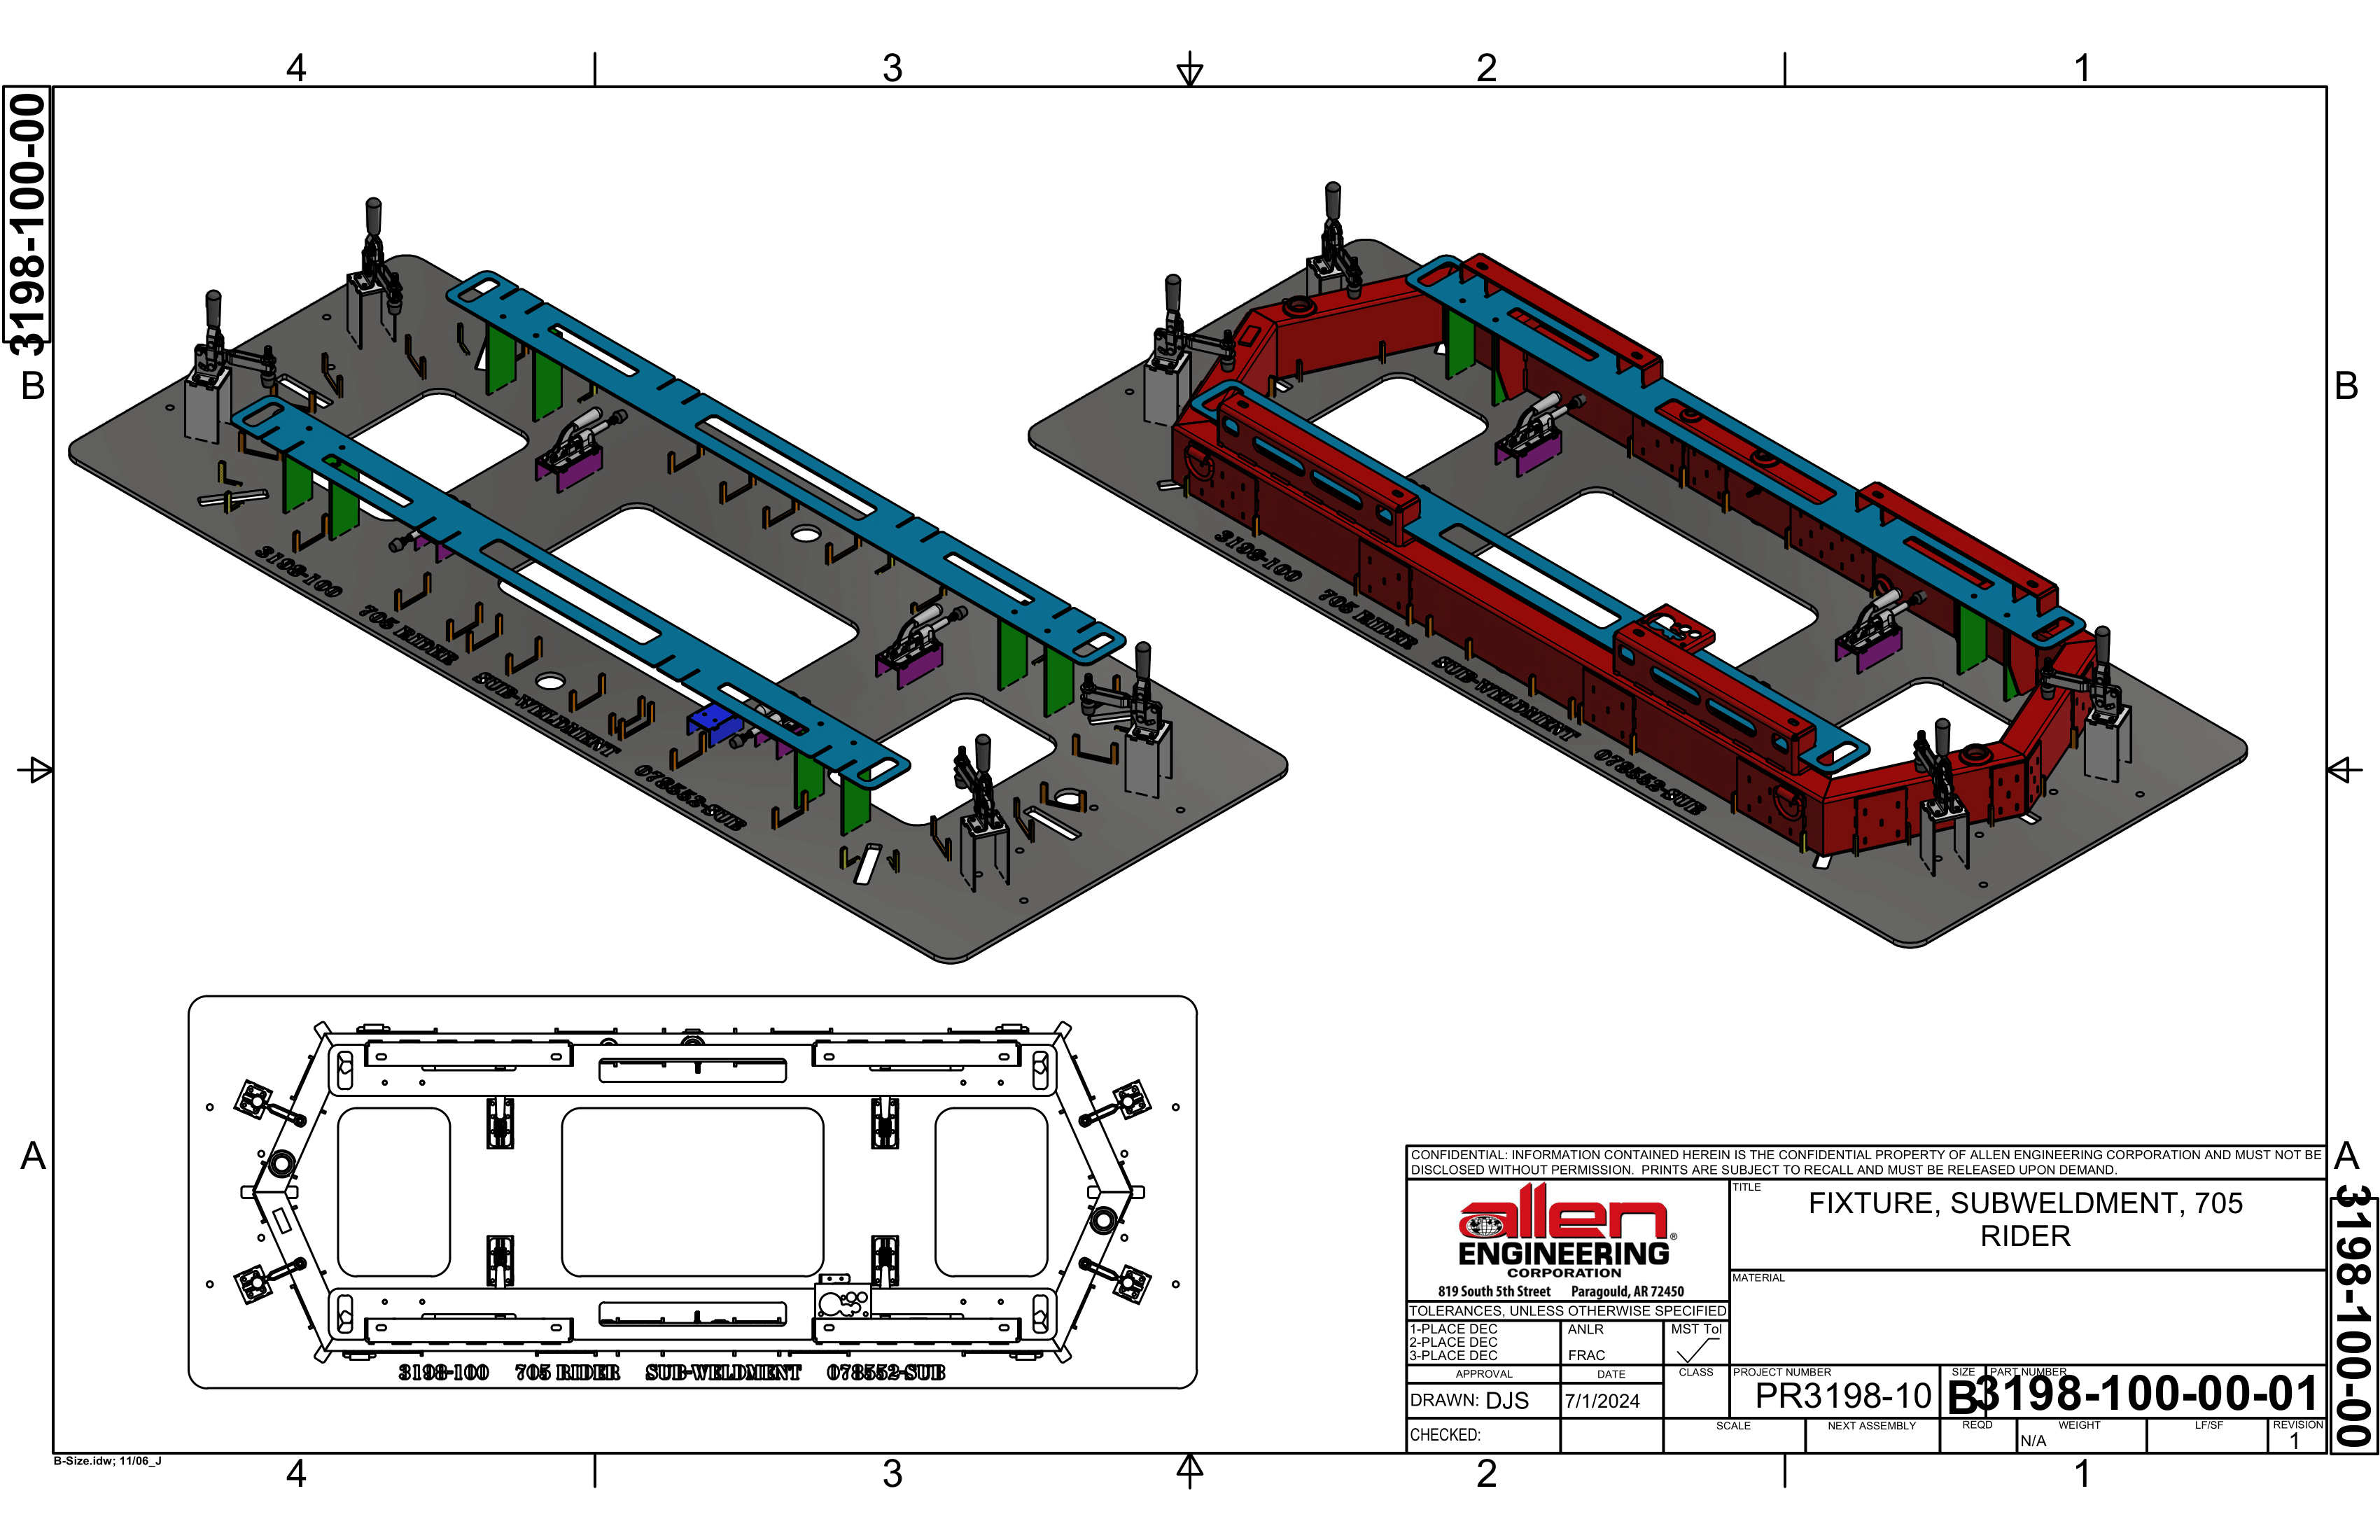 4 3 2 1
3198-100-00
B
B
3198-100 705 RIDER SUB-WELDMENT 078552-SUB
3198-100 705 RIDER SUB-WELDMENT 078552-SUB
3198-100 705 RIDER SUB-WELDMENT 078552-SUB
A
A
3198-100-00
CONFIDENTIAL: INFORMATION CONTAINED HEREIN IS THE CONFIDENTIAL PROPERTY OF ALLEN ENGINEERING CORPORATION AND MUST NOT BE
DISCLOSED WITHOUT PERMISSION. PRINTS ARE SUBJECT TO RECALL AND MUST BE RELEASED UPON DEMAND.
allen®
ENGINEERING
CORPORATION
819 South 5th Street Paragould, AR 72450
TITLE
FIXTURE, SUBWELDMENT, 705
RIDER
MATERIAL
TOLERANCES, UNLESS OTHERWISE SPECIFIED
1-PLACE DEC ANLR MST Tol
2-PLACE DEC
3-PLACE DEC FRAC
APPROVAL DATE CLASS PROJECT NUMBER SIZE PART NUMBER
DRAWN: DJS 7/1/2024 PR3198-10 B 3198-100-00-01
CHECKED: SCALE NEXT ASSEMBLY REQD WEIGHT LF/SF REVISION
N/A 1
B-Size.idw; 11/06_J
4 3 2 1